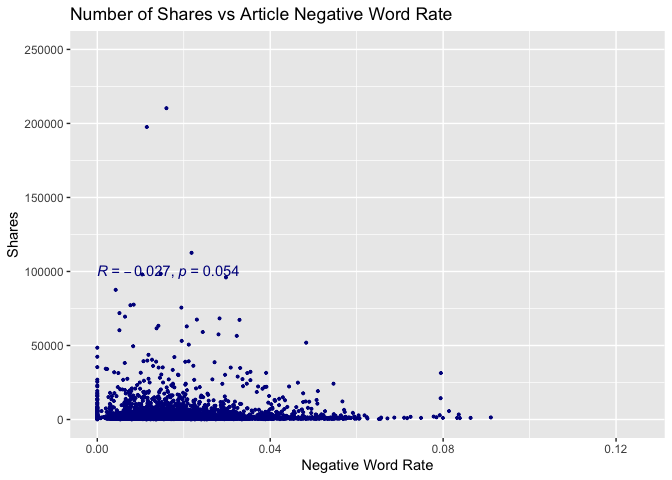 Number of Shares vs Article Negative Word Rate
250000
200000
150000
100000
50000
0
Shares
R = −0.027, p = 0.054
0.00 0.04 0.08 0.12
Negative Word Rate